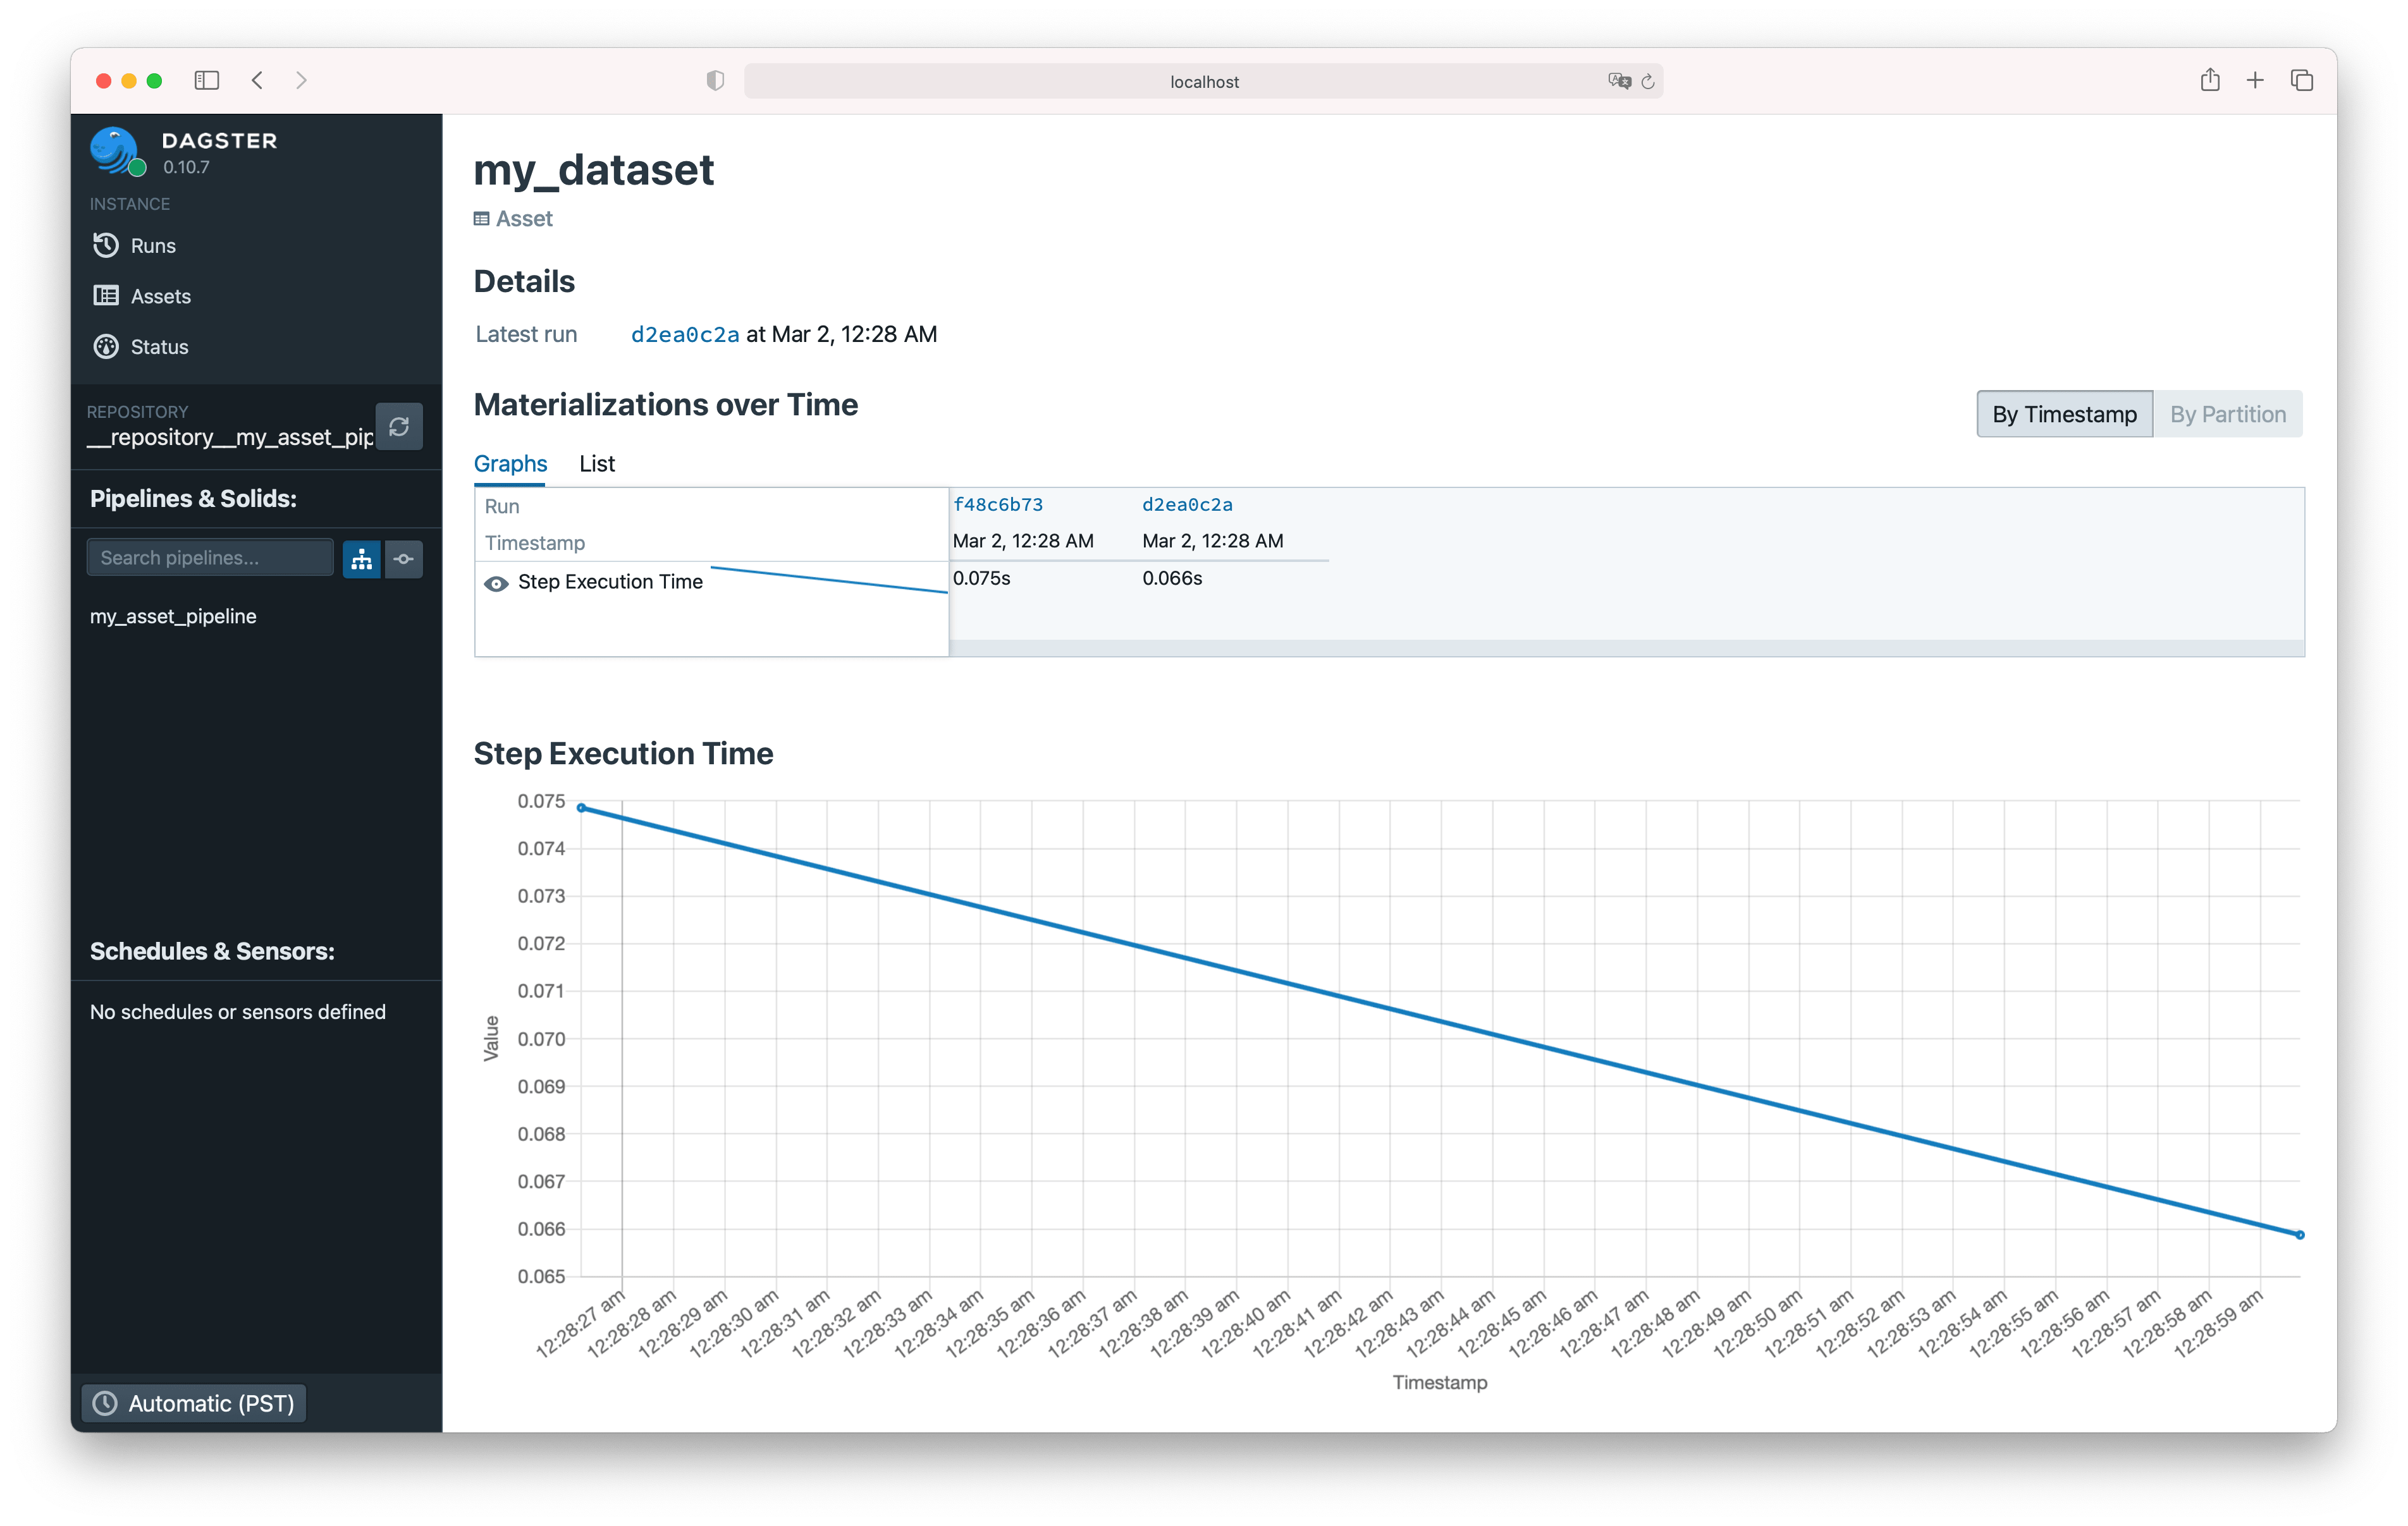 localhost
DAGSTER
0.10.7
INSTANCE
Runs
Assets
Status
REPOSITORY
__repository__my_asset_pip
Pipelines & Solids:
Search pipelines...
my_asset_pipeline
Schedules & Sensors:
No schedules or sensors defined
Automatic (PST)
my_dataset
Asset
Details
Latest run d2ea0c2a at Mar 2, 12:28 AM
Materializations over Time
By Timestamp By Partition
Graphs List
Run f48c6b73 d2ea0c2a
Timestamp Mar 2, 12:28 AM Mar 2, 12:28 AM
Step Execution Time 0.075s 0.066s
Step Execution Time
Value
0.075
0.074
0.073
0.072
0.071
0.070
0.069
0.068
0.067
0.066
0.065
12:28:27 am
12:28:28 am
12:28:29 am
12:28:30 am
12:28:31 am
12:28:32 am
12:28:33 am
12:28:34 am
12:28:35 am
12:28:36 am
12:28:37 am
12:28:38 am
12:28:39 am
12:28:40 am
12:28:41 am
12:28:42 am
12:28:43 am
12:28:44 am
12:28:45 am
12:28:46 am
12:28:47 am
12:28:48 am
12:28:49 am
12:28:50 am
12:28:51 am
12:28:52 am
12:28:53 am
12:28:54 am
12:28:55 am
12:28:56 am
12:28:57 am
12:28:58 am
12:28:59 am
Timestamp